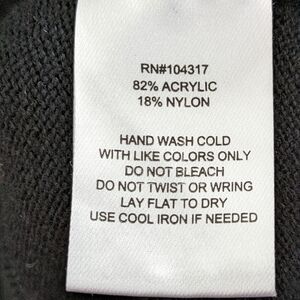 RN#104317
82% ACRYLIC
18% NYLON
HAND WASH COLD
WITH LIKE COLORS ONLY
DO NOT BLEACH
DO NOT TWIST OR WRING
LAY FLAT TO DRY
USE COOL IRON IF NEEDED